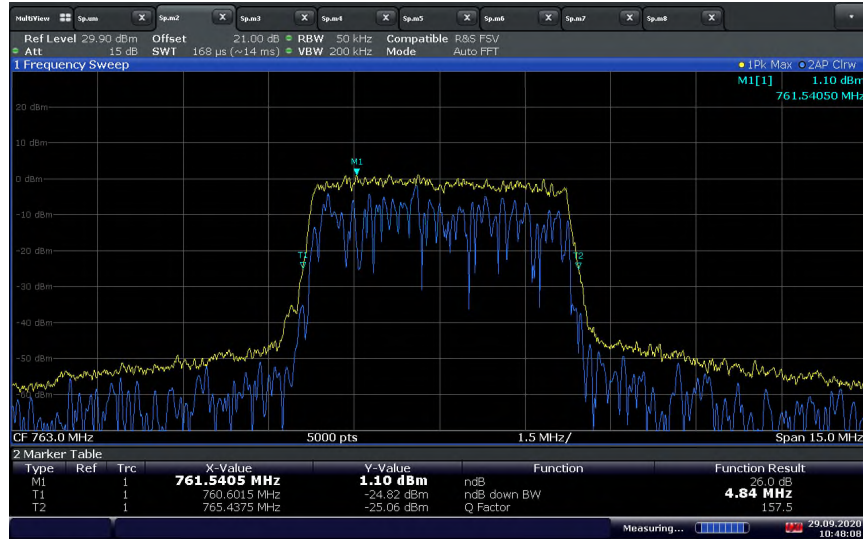 MultiView Sp.um X Sp.m2 X Sp.m3 X Sp.m4 X Sp.m5 X Sp.m6 X Sp.m7 X Sp.m8 X
Ref Level 29.90 dBm Offset 21.00 dB RBW 50 kHz Compatible R&S FSV
Att 15 dB SWT 168 µs (~14 ms) VBW 200 kHz Mode Auto FFT
1 Frequency Sweep 1Pk Max 2AP Clrw
M1[1] 1.10 dBm
761.54050 MHz
20 dBm
10 dBm
M1
0 dBm
-10 dBm
-20 dBm
T1 T2
-30 dBm
-40 dBm
-50 dBm
-60 dBm
CF 763.0 MHz 5000 pts 1.5 MHz/ Span 15.0 MHz
2 Marker Table
Type Ref Trc X-Value Y-Value Function Function Result
M1 1 761.5405 MHz 1.10 dBm ndB 26.0 dB
T1 1 760.6015 MHz -24.82 dBm ndB down BW 4.84 MHz
T2 1 765.4375 MHz -25.06 dBm Q Factor 157.5
Measuring... 29.09.2020
10:48:08